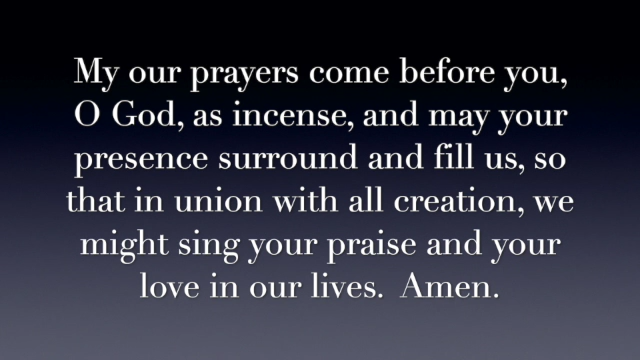 My our prayers come before you,
O God, as incense, and may your
presence surround and fill us, so
that in union with all creation, we
might sing your praise and your
love in our lives.  Amen.